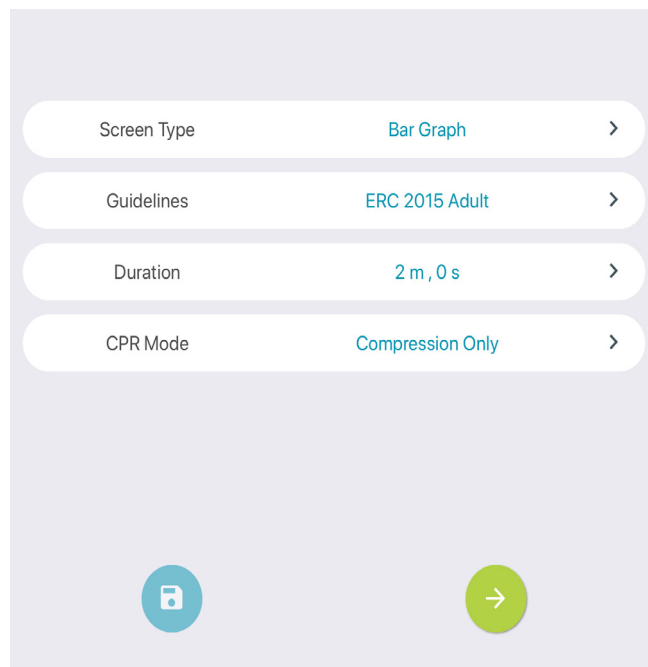 Screen Type Bar Graph
Guidelines ERC 2015 Adult
Duration 2 m , 0 s
CPR Mode Compression Only